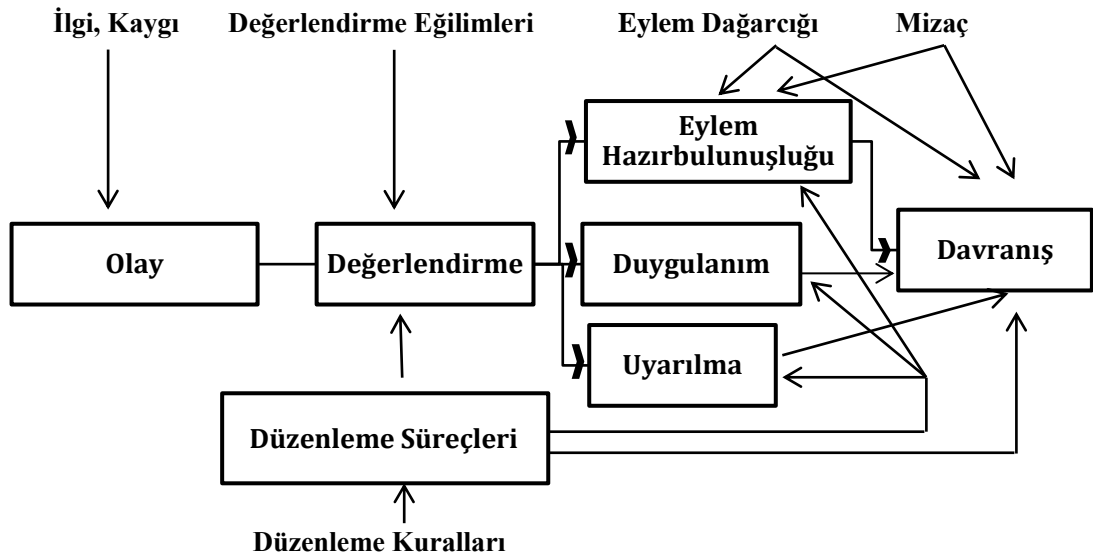 İlgi, Kaygı
Değerlendirme Eğilimleri
Eylem Dağarcığı
Mizaç
Eylem
Hazırbulunuşluğu
Olay
Değerlendirme
Duygulanım
Davranış
Uyarılma
Düzenleme Süreçleri
Düzenleme Kuralları